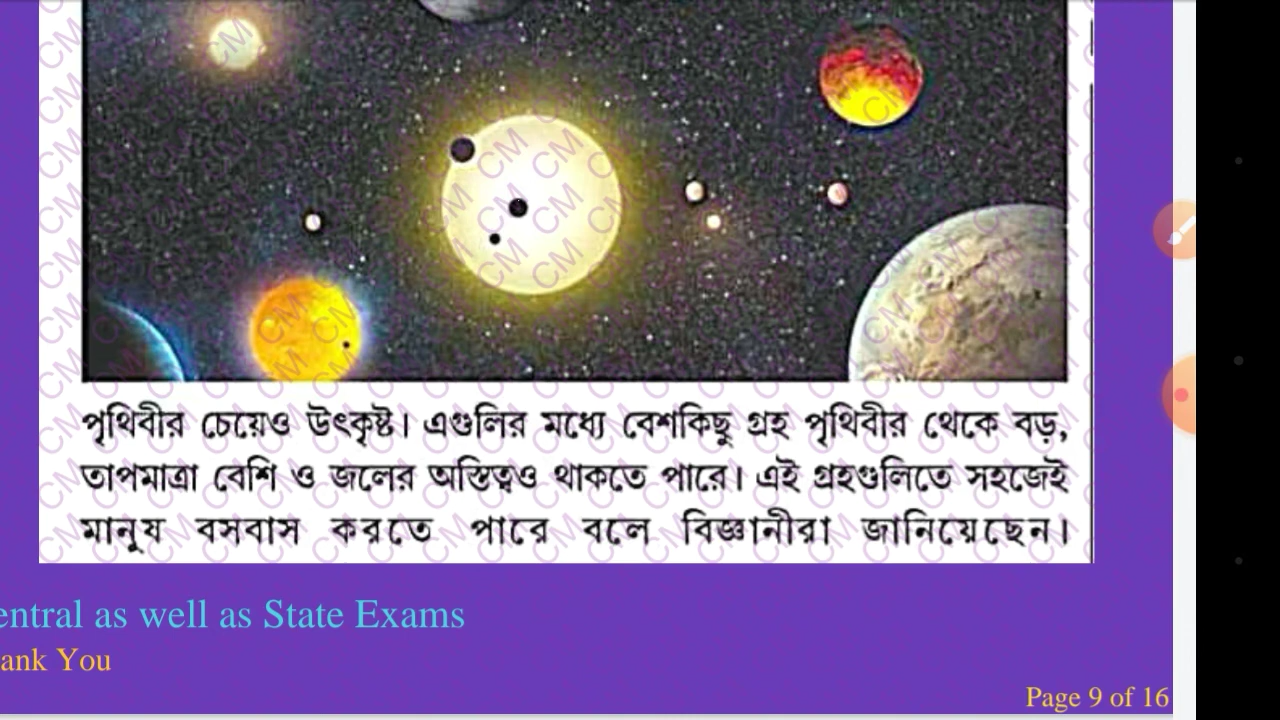 পৃথিবীর চেয়েও উৎকৃষ্ট। এগুলির মধ্যে বেশকিছু গ্রহ পৃথিবীর থেকে বড়,
তাপমাত্রা বেশি ও জলের অস্তিত্বও থাকতে পারে। এই গ্রহগুলিতে সহজেই
মানুষ বসবাস করতে পারে বলে বিজ্ঞানীরা জানিয়েছেন।
entral as well as State Exams
ank You
Page 9 of 16